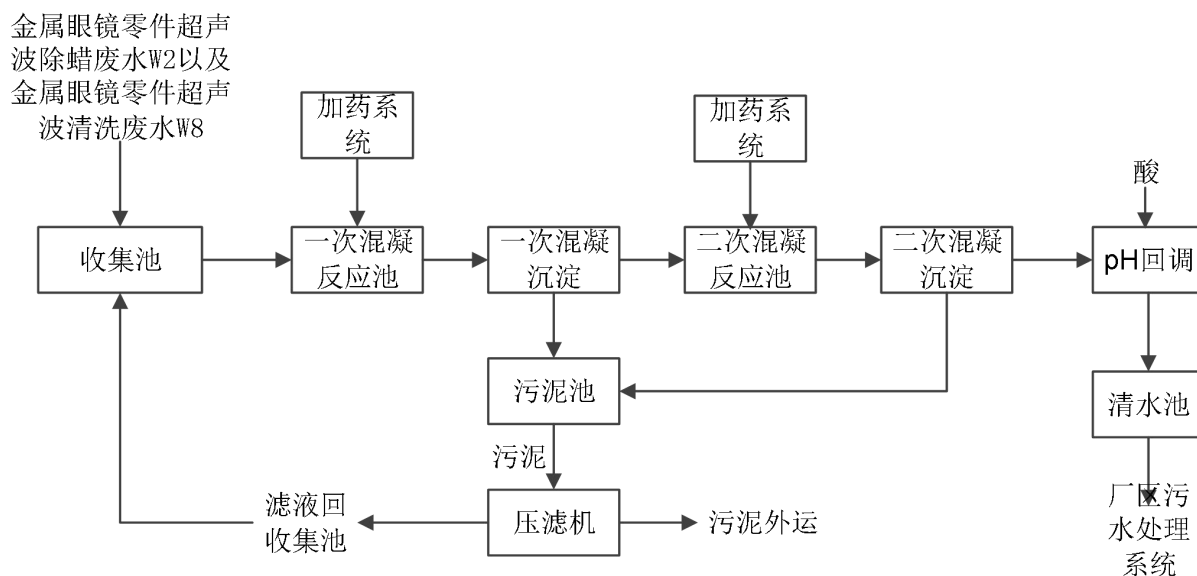 金属眼镜零件超声
波除蜡废水W2以及
金属眼镜零件超声
波清洗废水W8
加药系
统
加药系
统
酸
收集池
一次混凝
反应池
一次混凝
沉淀
二次混凝
反应池
二次混凝
沉淀
pH回调
污泥池
清水池
污泥
滤液回
收集池
压滤机
污泥外运
厂区污
水处理
系统